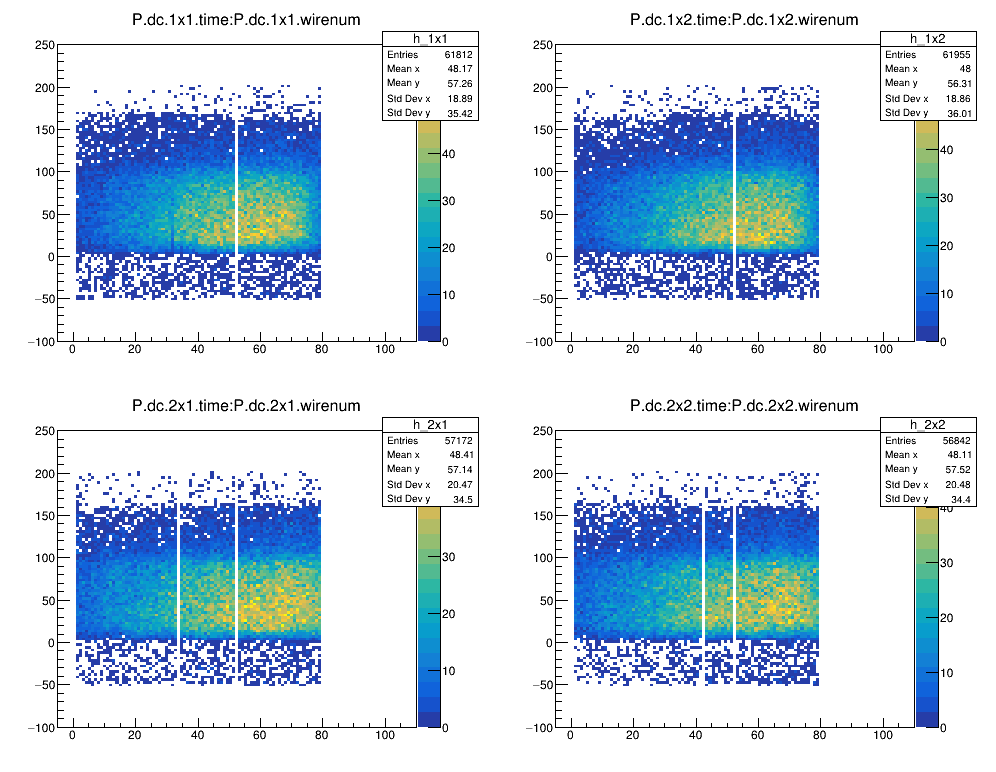 P.dc.1x1.time:P.dc.1x1.wirenum
h_1x1
Entries 61812
Mean x 48.17
Mean y 57.26
Std Dev x 18.89
Std Dev y 35.42
250
200
150
100
50
0
−50
−100
0 20 40 60 80 100
40
30
20
10
0
P.dc.1x2.time:P.dc.1x2.wirenum
h_1x2
Entries 61955
Mean x 48
Mean y 56.31
Std Dev x 18.86
Std Dev y 36.01
250
200
150
100
50
0
−50
−100
0 20 40 60 80 100
40
30
20
10
0
P.dc.2x1.time:P.dc.2x1.wirenum
h_2x1
Entries 57172
Mean x 48.41
Mean y 57.14
Std Dev x 20.47
Std Dev y 34.5
250
200
150
100
50
0
−50
−100
0 20 40 60 80 100
30
20
10
0
P.dc.2x2.time:P.dc.2x2.wirenum
h_2x2
Entries 56842
Mean x 48.11
Mean y 57.52
Std Dev x 20.48
Std Dev y 34.4
250
200
150
100
50
0
−50
−100
0 20 40 60 80 100
40
30
20
10
0